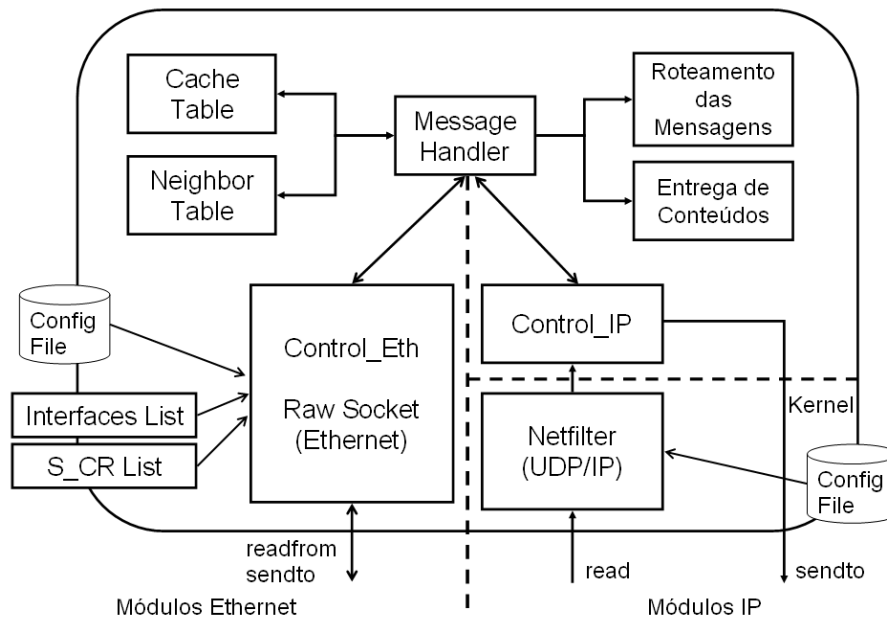 Cache
Table
Neighbor
Table
Message
Handler
Roteamento
das
Mensagens
Entrega de
Conteúdos
Config
File
Interfaces List
S_CR List
Control_Eth
Raw Socket
(Ethernet)
Control_IP
Kernel
Netfilter
(UDP/IP)
Config
File
readfrom
sendto
read
sendto
Módulos Ethernet
Módulos IP